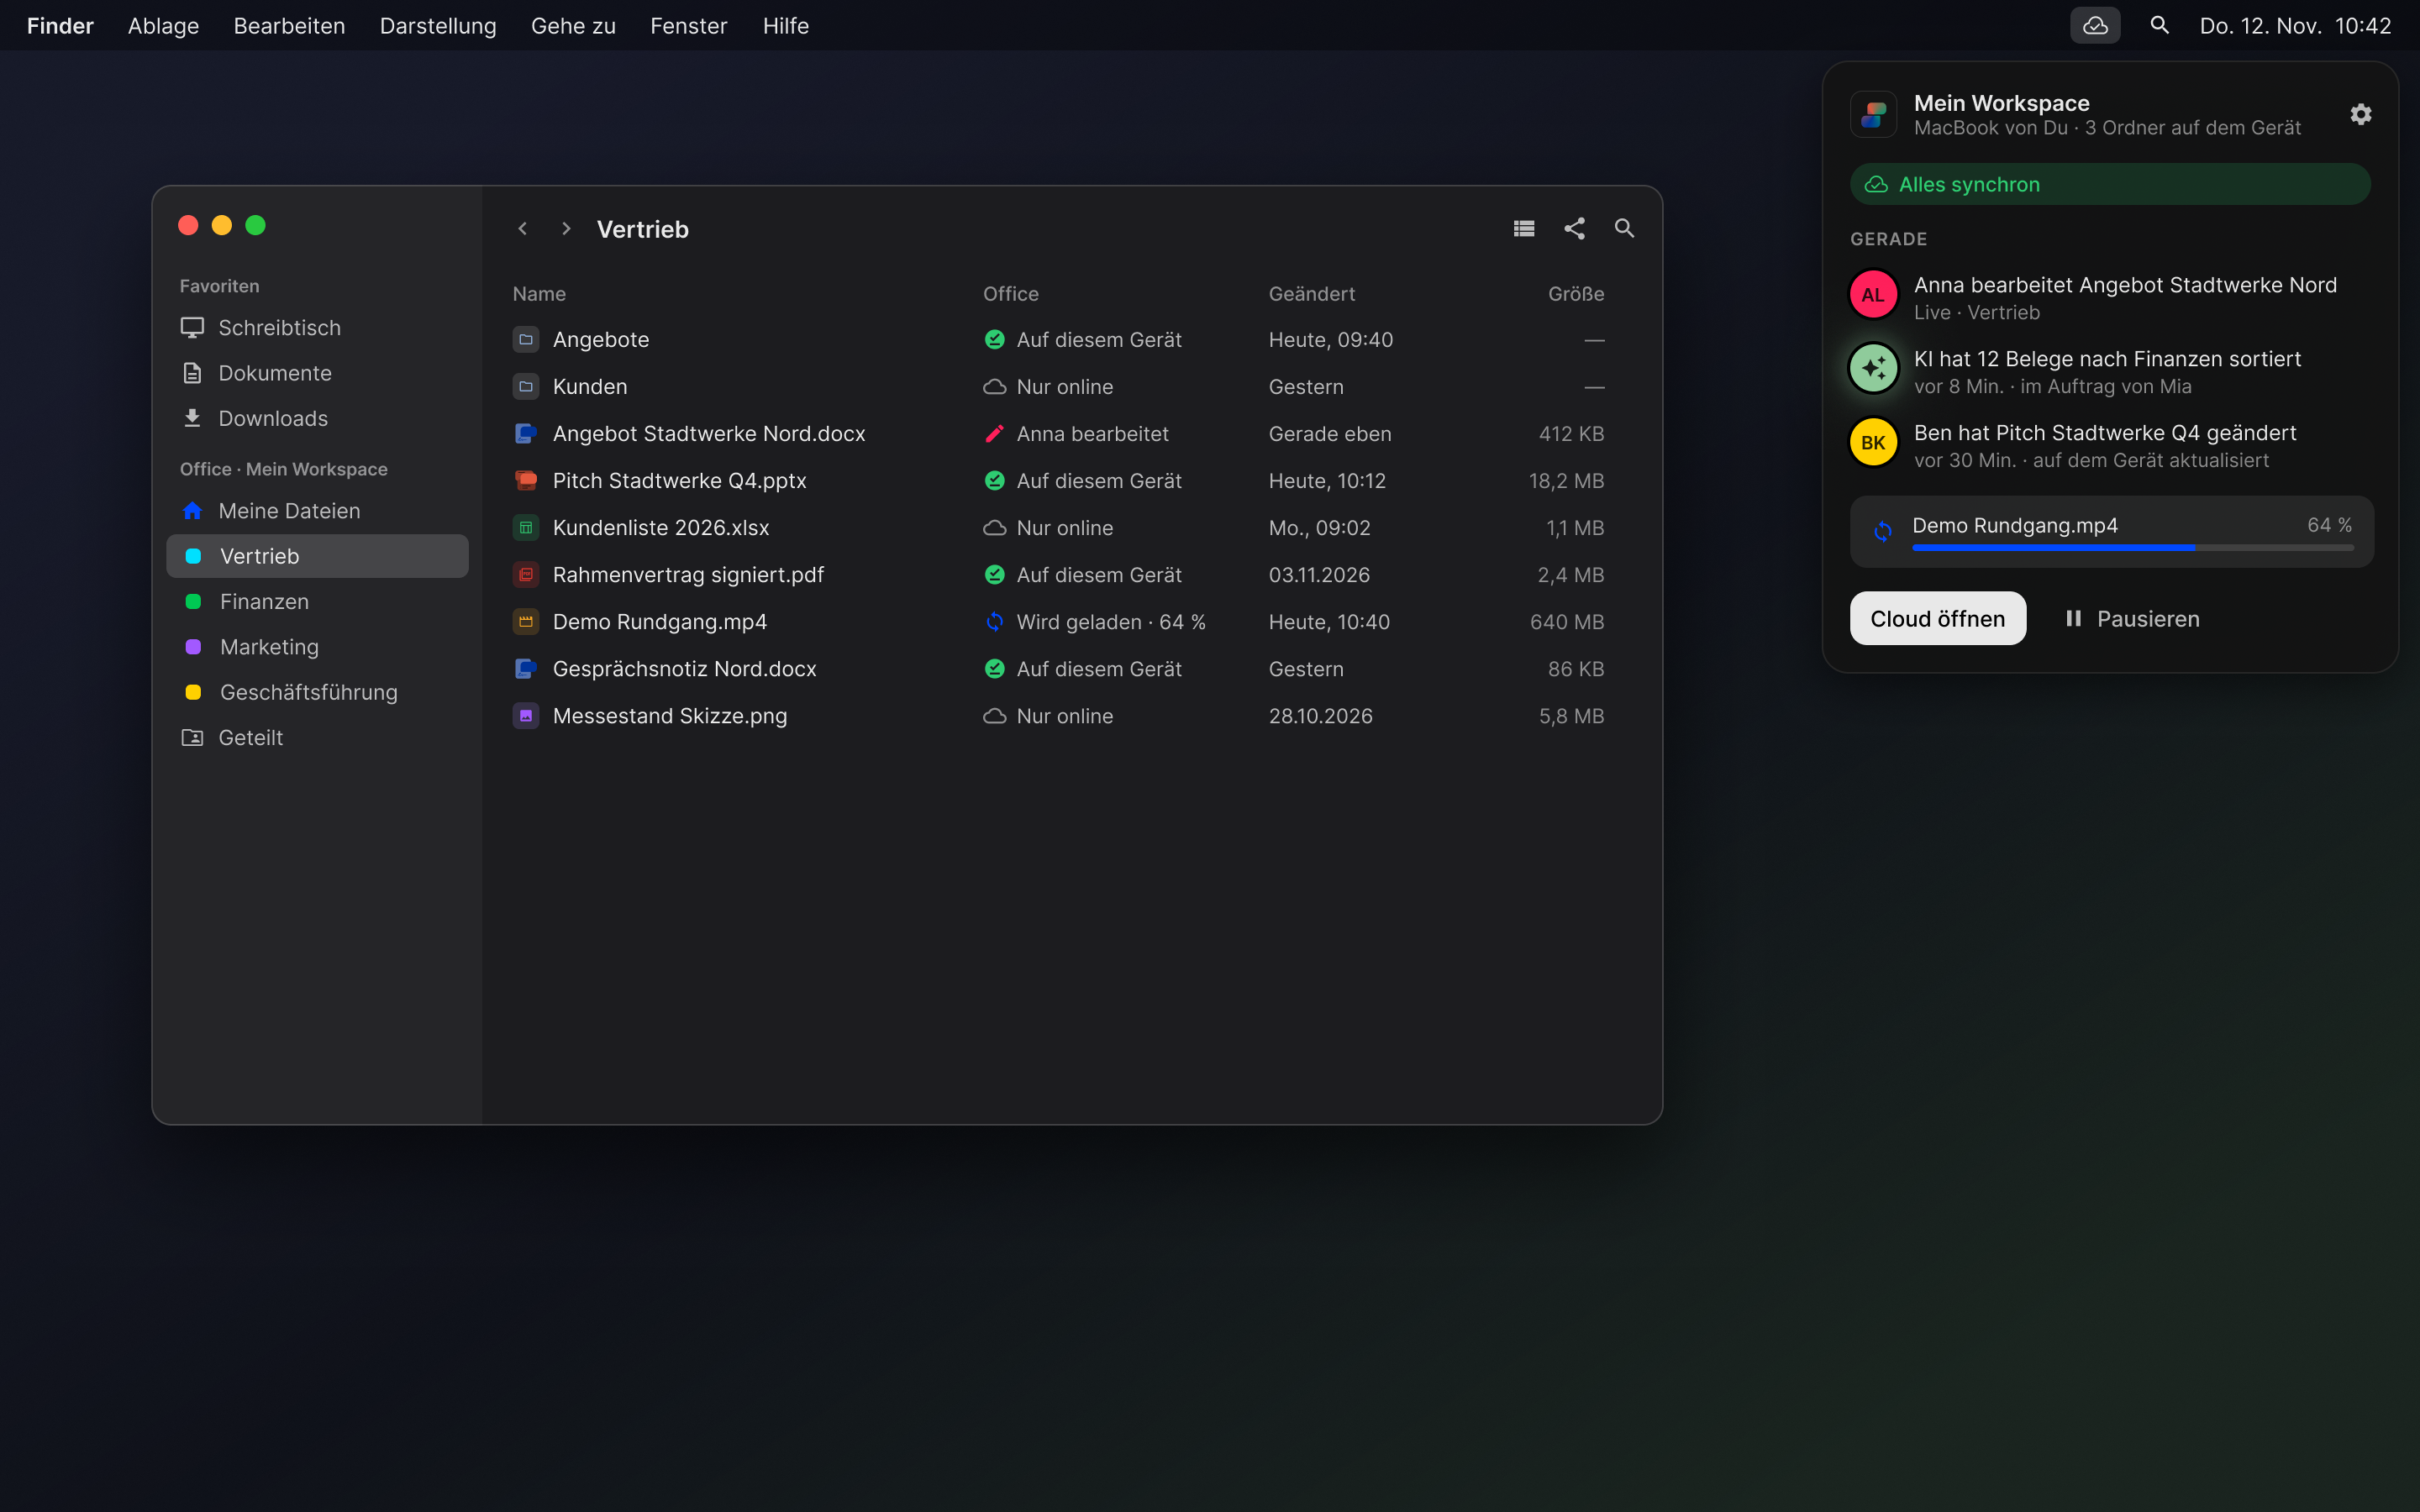 Finder Ablage Bearbeiten Darstellung Gehe zu Fenster Hilfe
Do. 12. Nov. 10:42
Favoriten
Schreibtisch
Dokumente
Downloads
Office · Mein Workspace
Meine Dateien
Vertrieb
Finanzen
Marketing
Geschäftsführung
Geteilt
Vertrieb
Name Office Geändert Größe
Angebote Auf diesem Gerät Heute, 09:40 —
Kunden Nur online Gestern —
Angebot Stadtwerke Nord.docx Anna bearbeitet Gerade eben 412 KB
Pitch Stadtwerke Q4.pptx Auf diesem Gerät Heute, 10:12 18,2 MB
Kundenliste 2026.xlsx Nur online Mo., 09:02 1,1 MB
Rahmenvertrag signiert.pdf Auf diesem Gerät 03.11.2026 2,4 MB
Demo Rundgang.mp4 Wird geladen · 64 % Heute, 10:40 640 MB
Gesprächsnotiz Nord.docx Auf diesem Gerät Gestern 86 KB
Messestand Skizze.png Nur online 28.10.2026 5,8 MB
Mein Workspace
MacBook von Du · 3 Ordner auf dem Gerät
Alles synchron
GERADE
AL
Anna bearbeitet Angebot Stadtwerke Nord
Live · Vertrieb
KI hat 12 Belege nach Finanzen sortiert
vor 8 Min. · im Auftrag von Mia
BK
Ben hat Pitch Stadtwerke Q4 geändert
vor 30 Min. · auf dem Gerät aktualisiert
Demo Rundgang.mp4 64 %
Cloud öffnen Pausieren